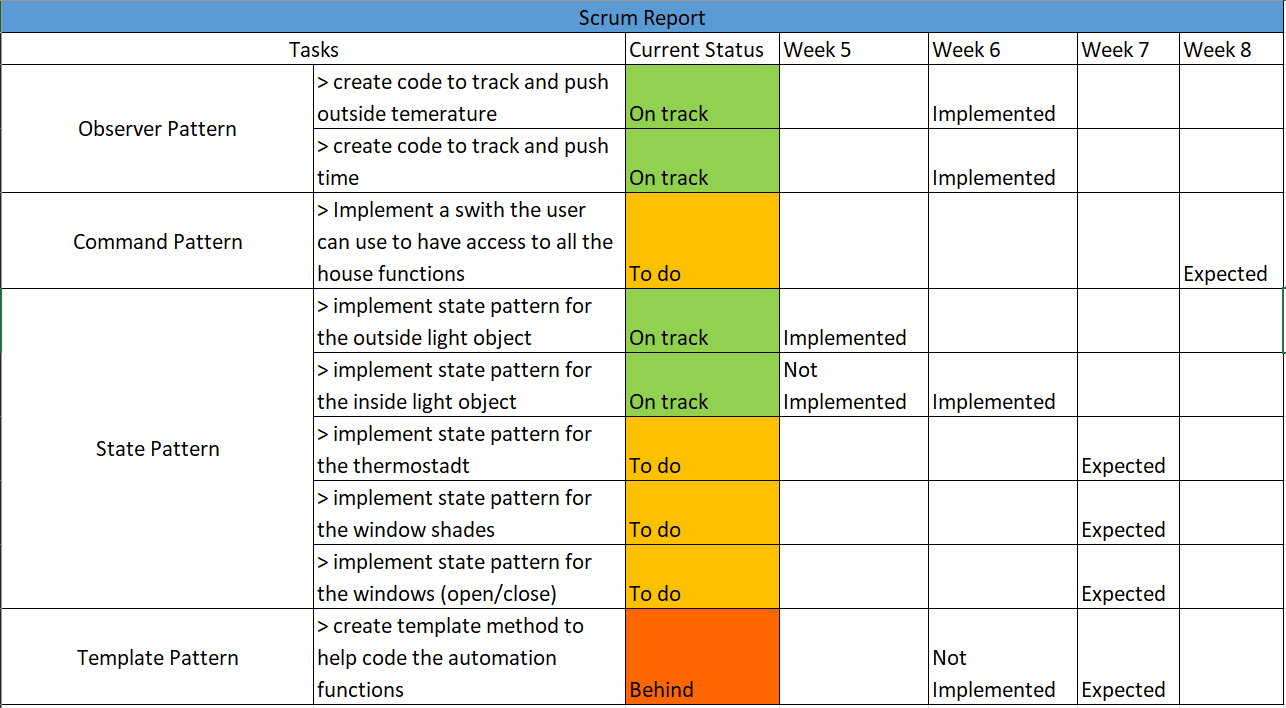 Scrum Report
Tasks Current Status Week 5 Week 6 Week 7 Week 8
Observer Pattern
> create code to track and push
outside temerature
On track
Implemented
> create code to track and push
time
On track
Implemented
Command Pattern
> Implement a swith the user
can use to have access to all the
house functions
To do
Expected
State Pattern
> implement state pattern for
the outside light object
On track
Implemented
> implement state pattern for
the inside light object
On track
Not
Implemented
Implemented
> implement state pattern for
the thermostadt
To do
Expected
> implement state pattern for
the window shades
To do
Expected
> implement state pattern for
the windows (open/close)
To do
Expected
Template Pattern
> create template method to
help code the automation
functions
Behind
Not
Implemented
Expected